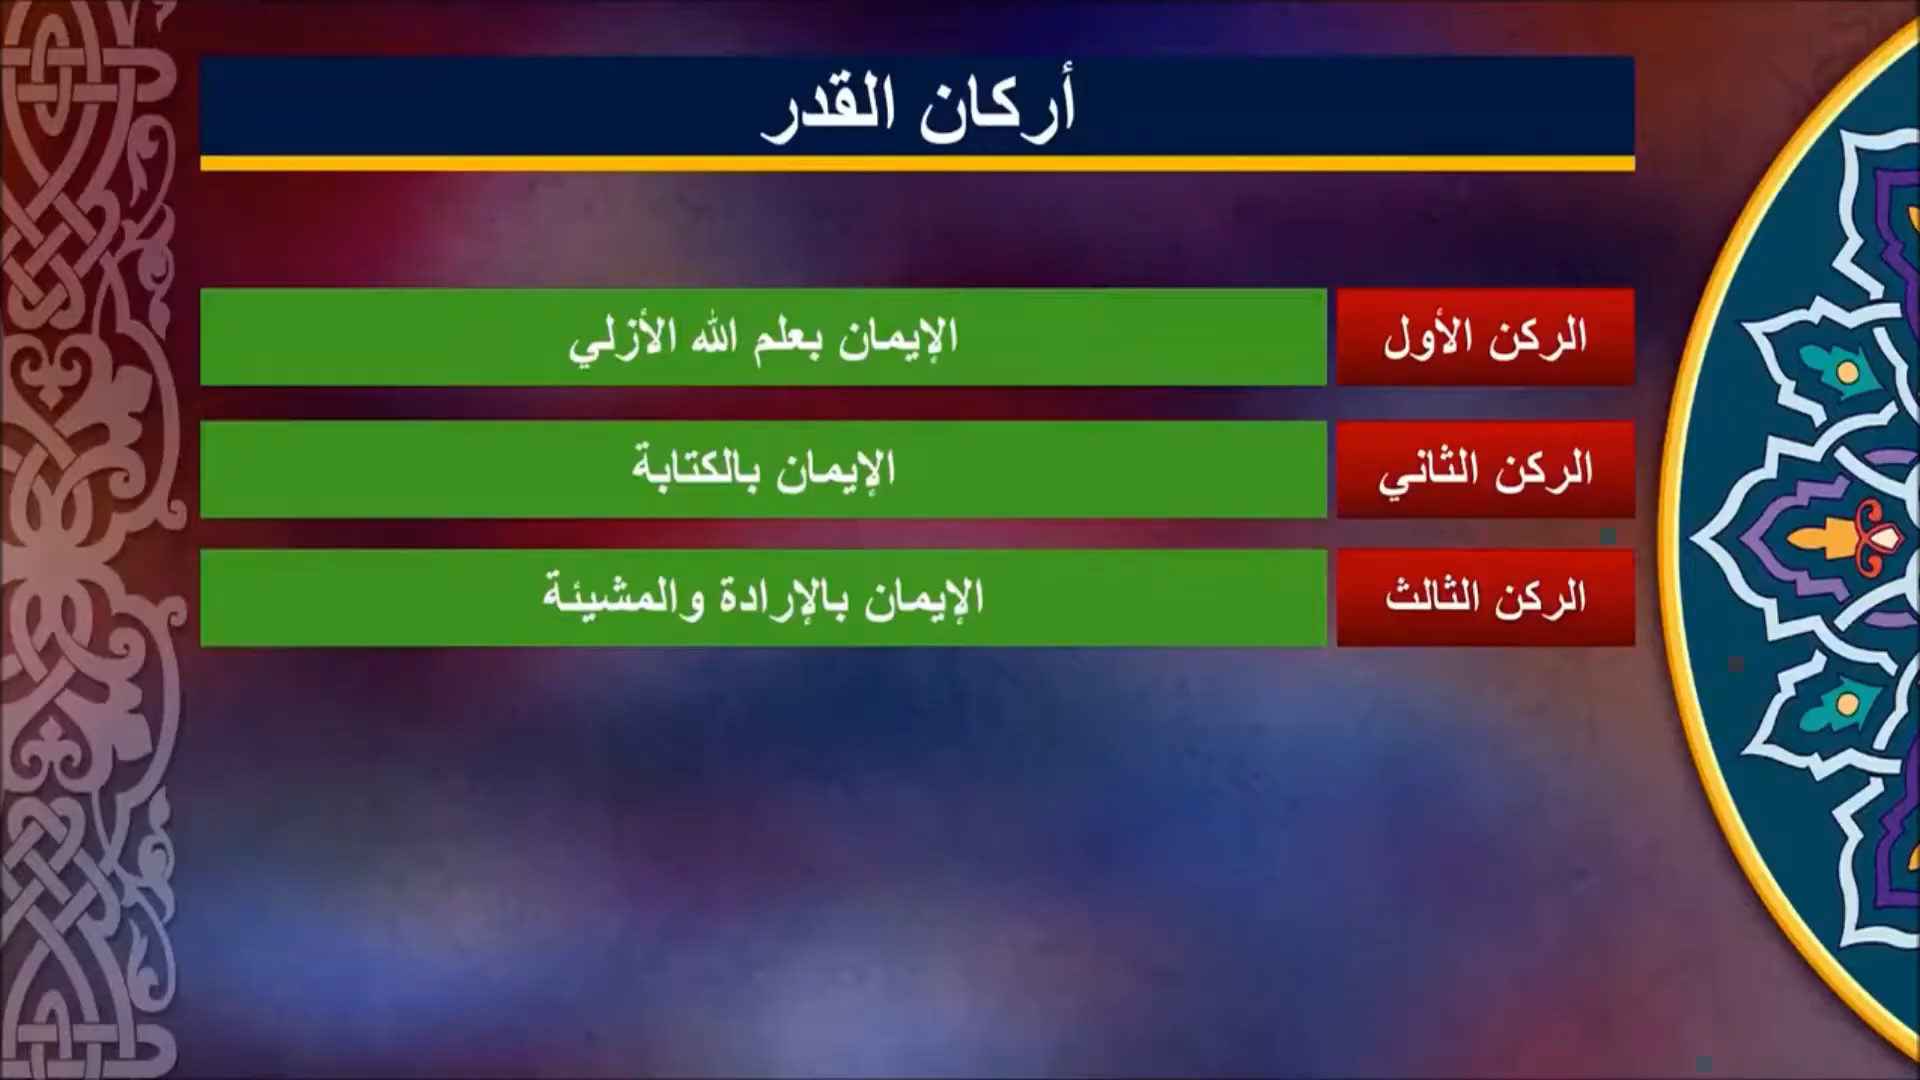 أركان القدر
الركن الأول الإيمان بعلم الله الأزلي
الركن الثاني الإيمان بالكتابة
الركن الثالث الإيمان بالإرادة والمشيئة